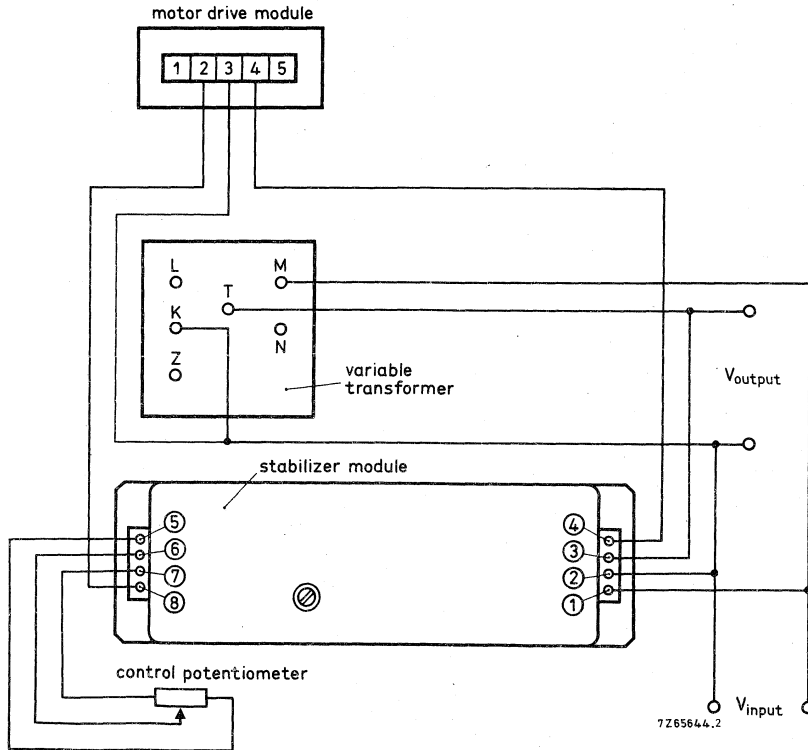 motor drive module
1 2 3 4 5
L
M
T
K
N
Z
variable
transformer
Voutput
stabilizer module
5
6
7
8
4
3
2
1
control potentiometer
Vinput
7Z65644.2